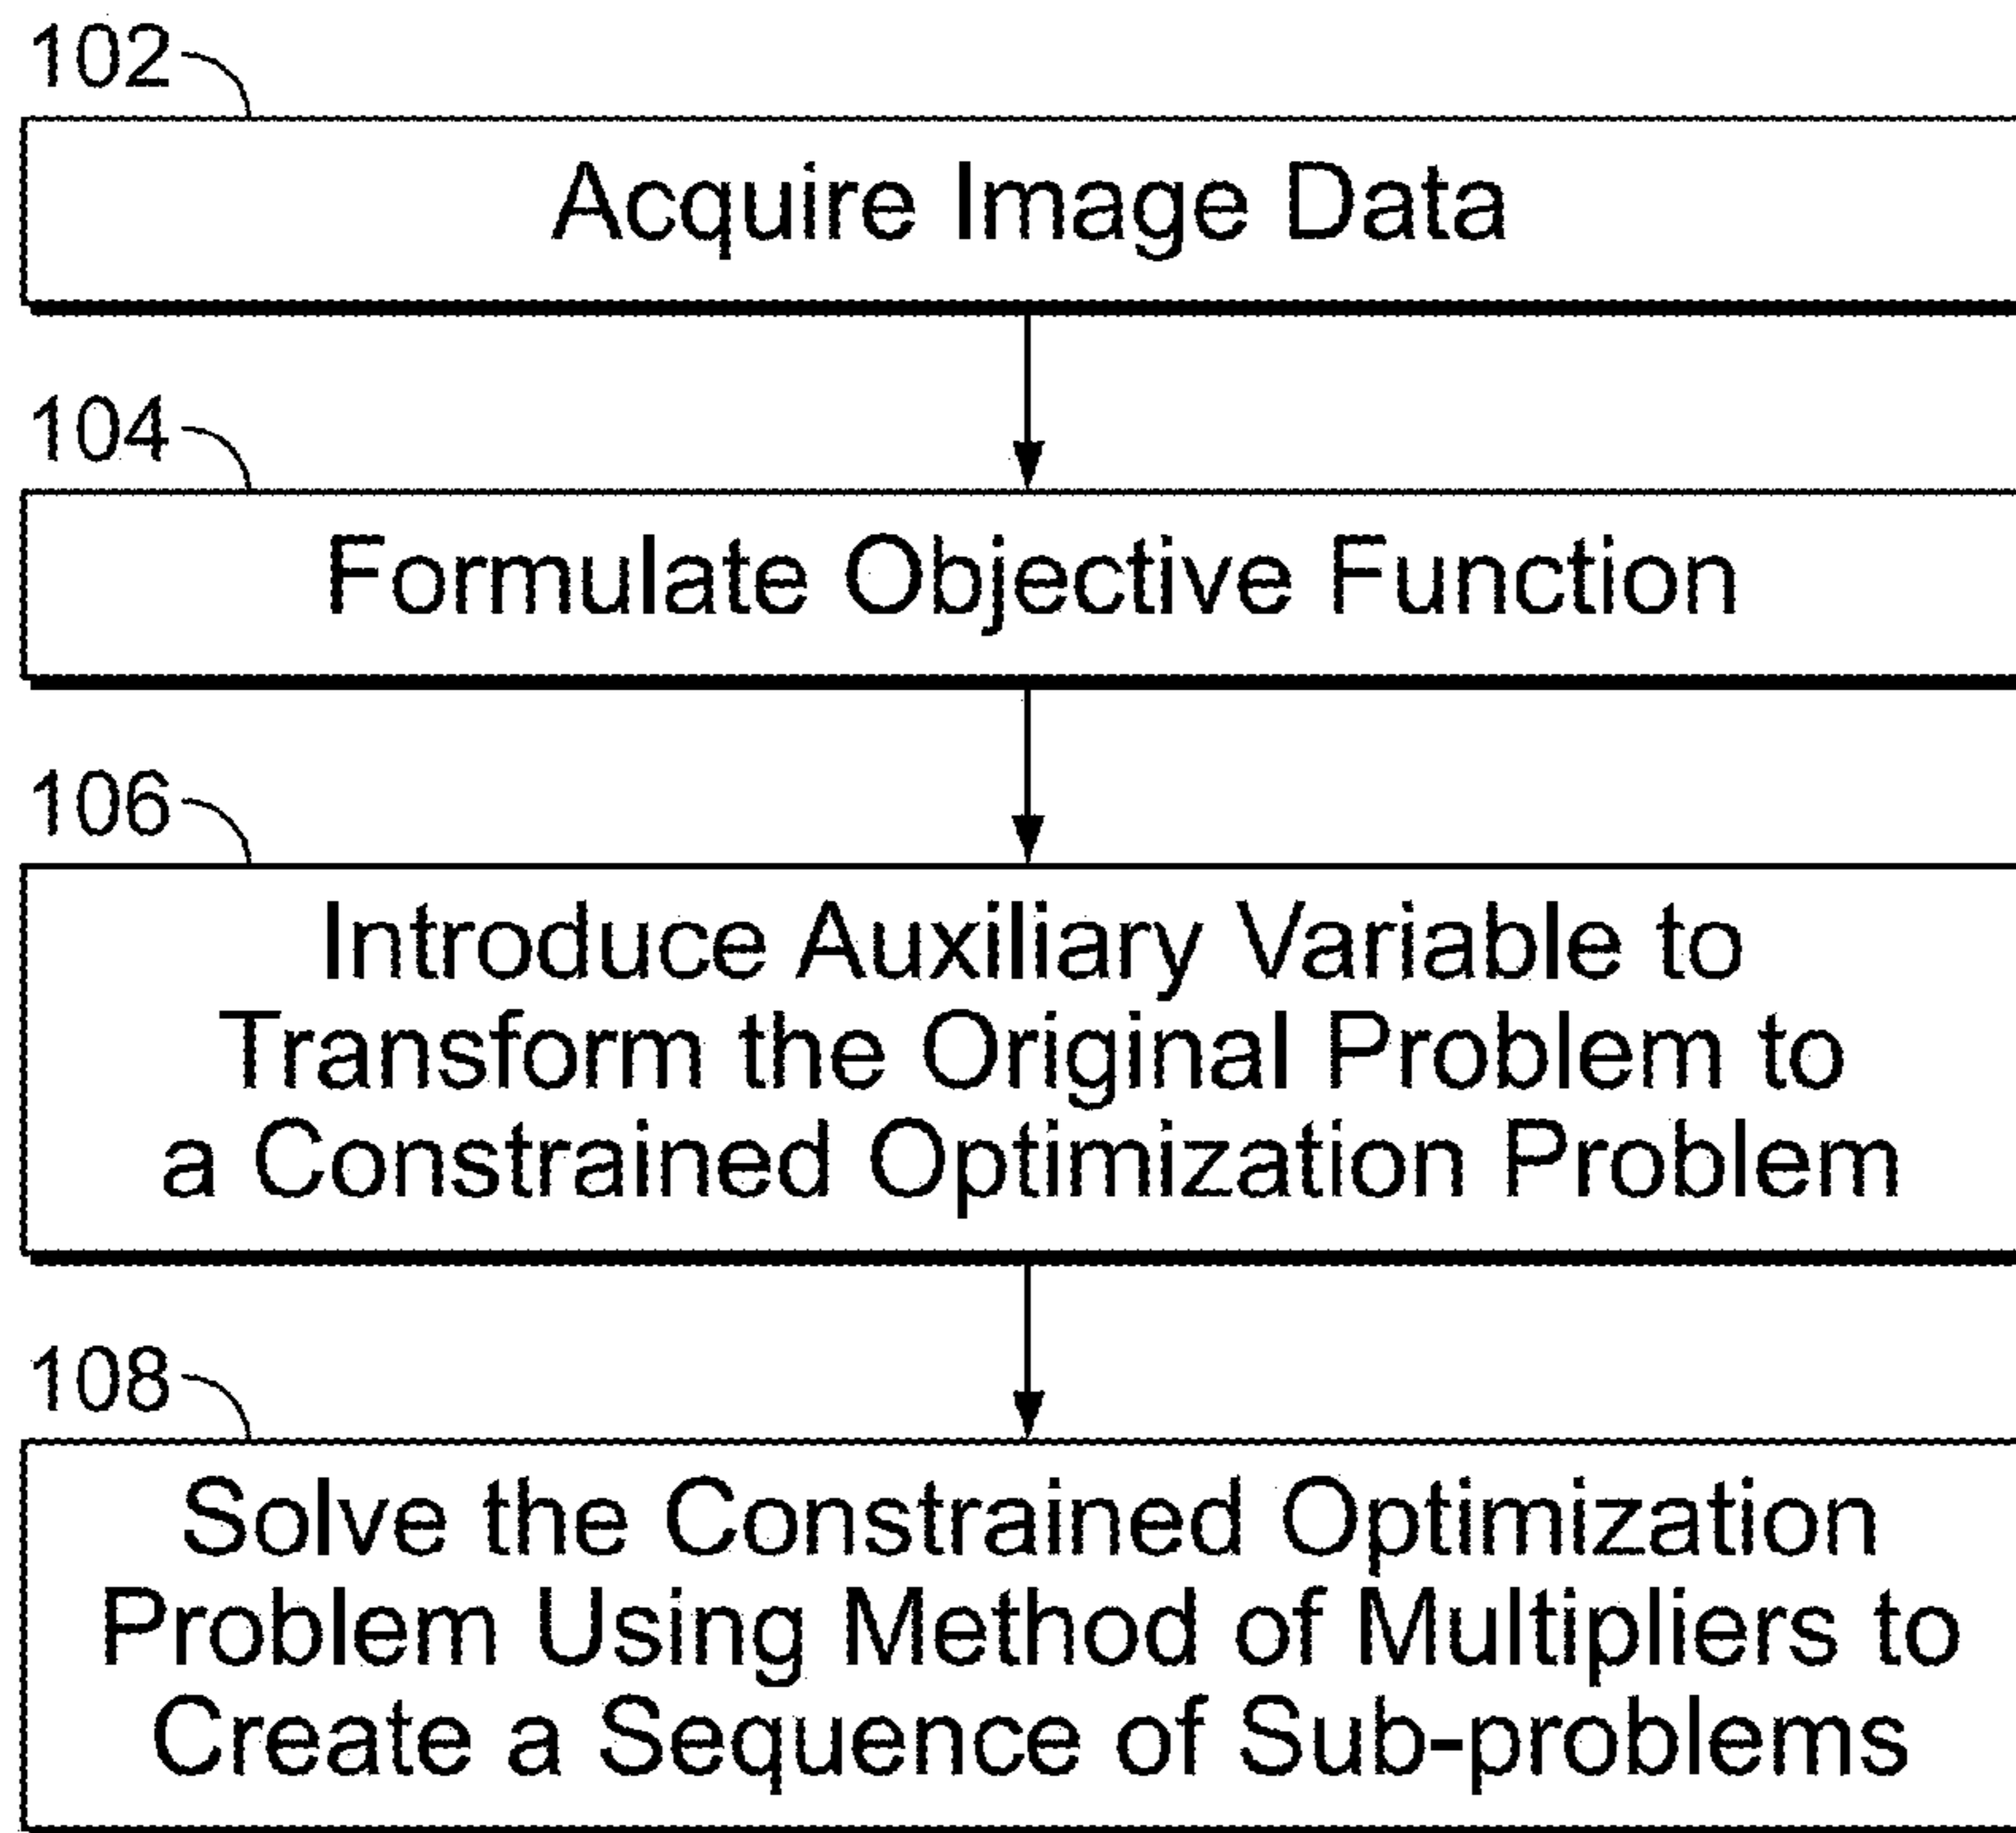 102
Acquire Image Data
104
Formulate Objective Function
106
Introduce Auxiliary Variable to
Transform the Original Problem to
a Constrained Optimization Problem
108
Solve the Constrained Optimization
Problem Using Method of Multipliers to
Create a Sequence of Sub-problems